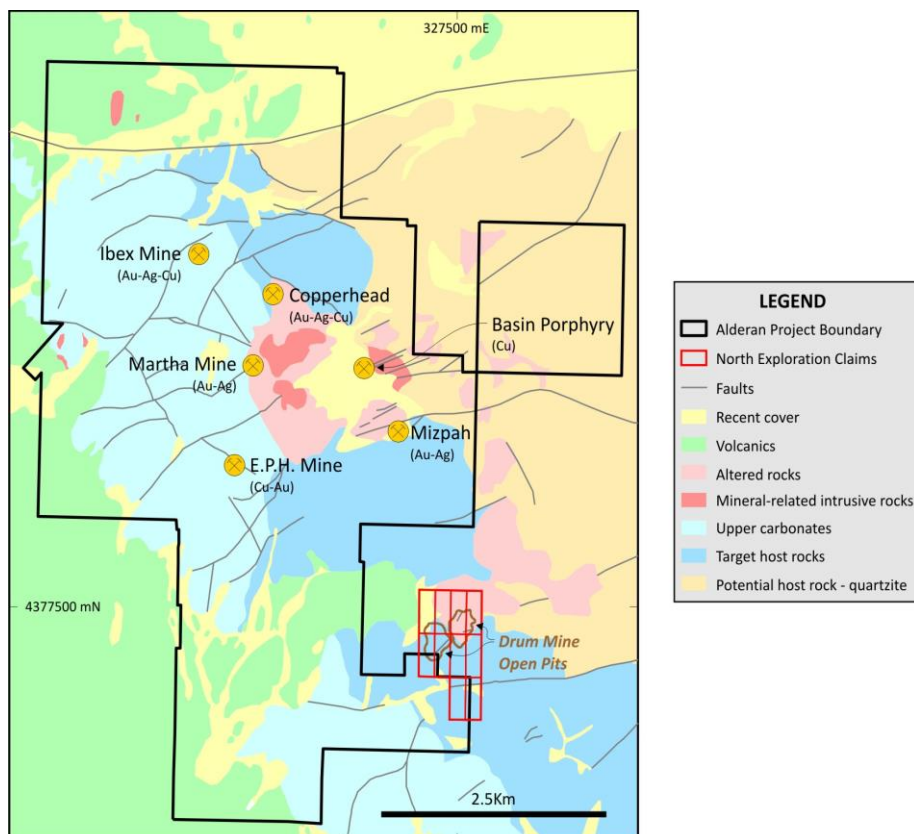 327500 mE
Ibex Mine
(Au-Ag-Cu)
Copperhead
(Au-Ag-Cu)
Basin Porphyry
(Cu)
Martha Mine
(Au-Ag)
Mizpah
(Au-Ag)
E.P.H. Mine
(Cu-Au)
4377500 mN
Drum Mine
Open Pits
2.5Km
LEGEND
Alderan Project Boundary
North Exploration Claims
Faults
Recent cover
Volcanics
Altered rocks
Mineral-related intrusive rocks
Upper carbonates
Target host rocks
Potential host rock - quartzite